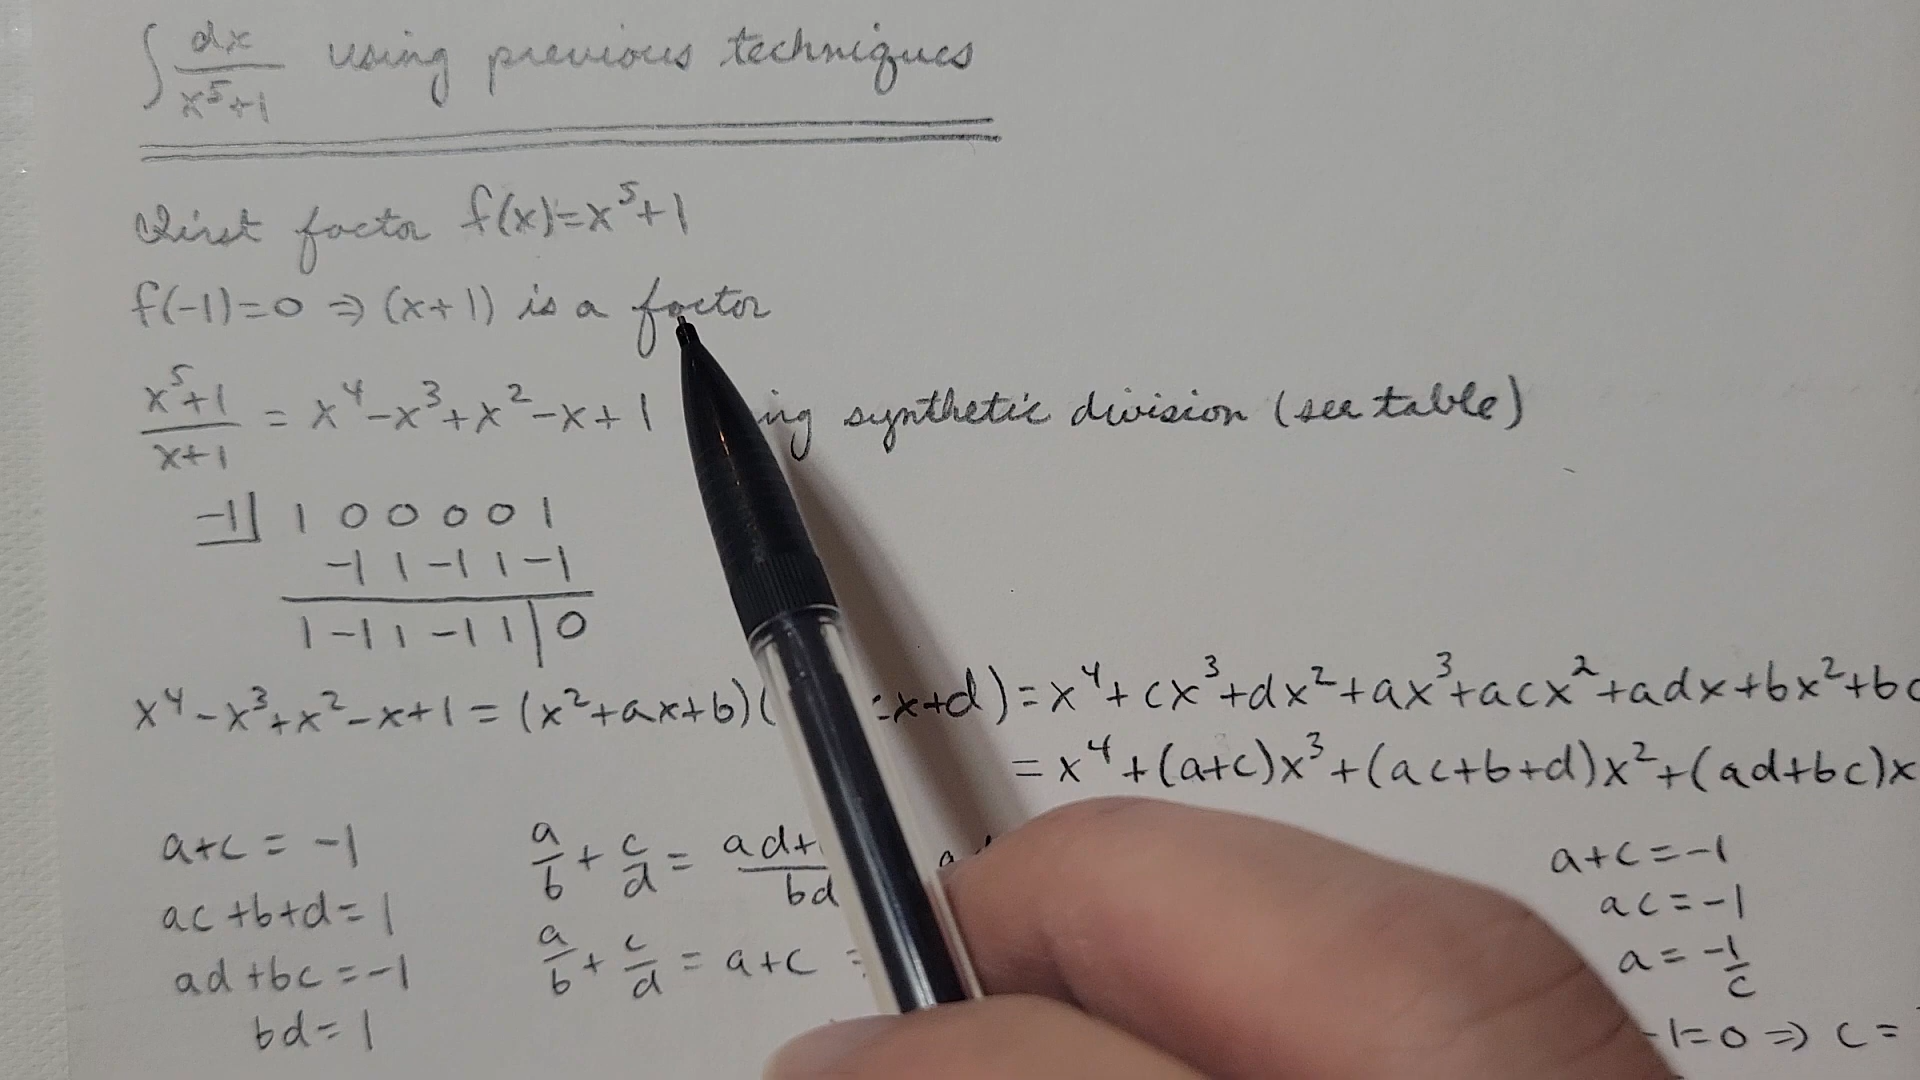 ∫ dx/(x⁵+1) using previous techniques
First factor f(x)=x⁵+1
f(-1)=0 ⇒ (x+1) is a factor
(x⁵+1)/(x+1) = x⁴-x³+x²-x+1 ing synthetic division (see table)
-1| 1 0 0 0 0 1
-1 1 -1 1 -1
1 -1 1 -1 1 | 0
x⁴-x³+x²-x+1 = (x²+ax+b)( cx+d) = x⁴+cx³+dx²+ax³+acx²+adx+bx²+bc
= x⁴+(a+c)x³+(ac+b+d)x²+(ad+bc)x
a+c = -1
ac+b+d = 1
ad+bc = -1
bd = 1
a/b + c/d = ad+ / bd
a/b + c/d = a+c =
a+c = -1
ac = -1
a = -1/c
-1=0 ⇒ c =